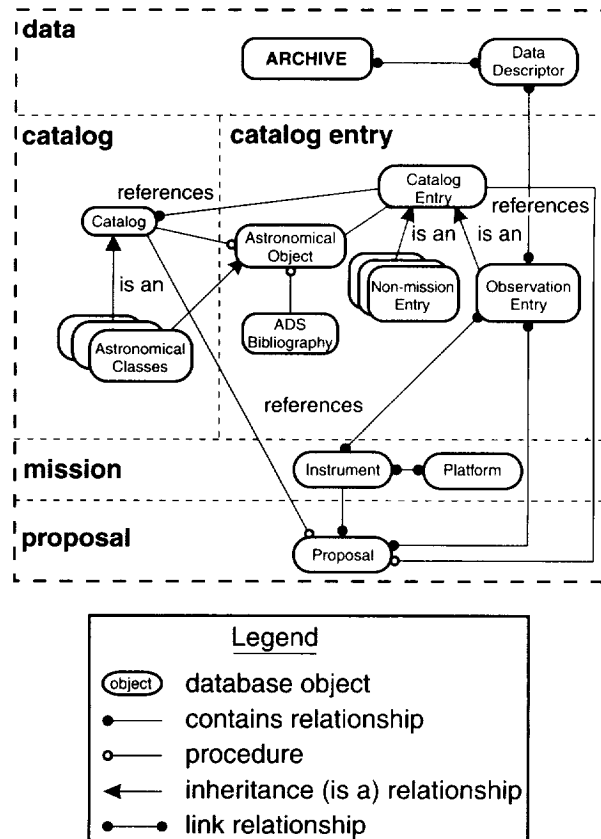 data
ARCHIVE
Data
Descriptor
catalog
catalog entry
references
Catalog
Entry
references
Catalog
is an
is an
Astronomical
Object
is an
Non-mission
Entry
Observation
Entry
ADS
Bibliography
Astronomical
Classes
references
mission
Instrument
Platform
proposal
Proposal
Legend
object
database object
contains relationship
procedure
inheritance (is a) relationship
link relationship